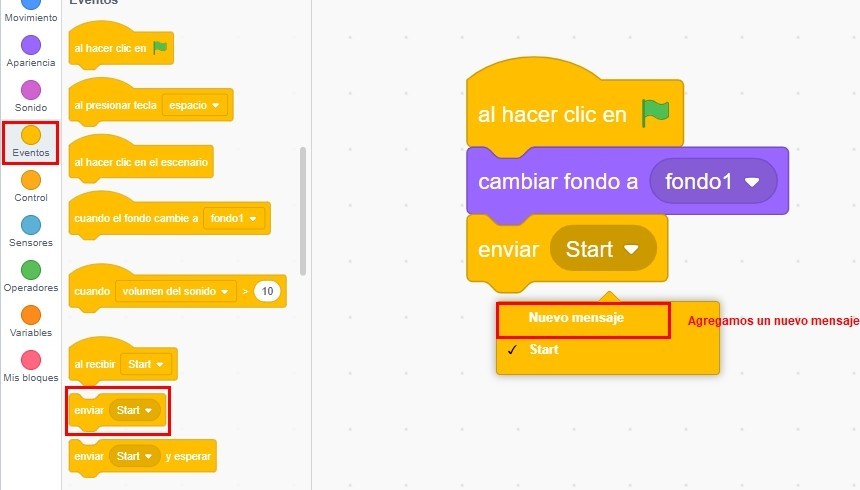 Movimiento
Apariencia
Sonido
Eventos
Control
Sensores
Operadores
Variables
Mis bloques
Eventos
al hacer clic en
al presionar tecla espacio
al hacer clic en el escenario
cuando el fondo cambie a fondo1
cuando volumen del sonido > 10
al recibir Start
enviar Start
enviar Start y esperar
al hacer clic en
cambiar fondo a fondo1
enviar Start
Nuevo mensaje
✓ Start
Agregamos un nuevo mensaje